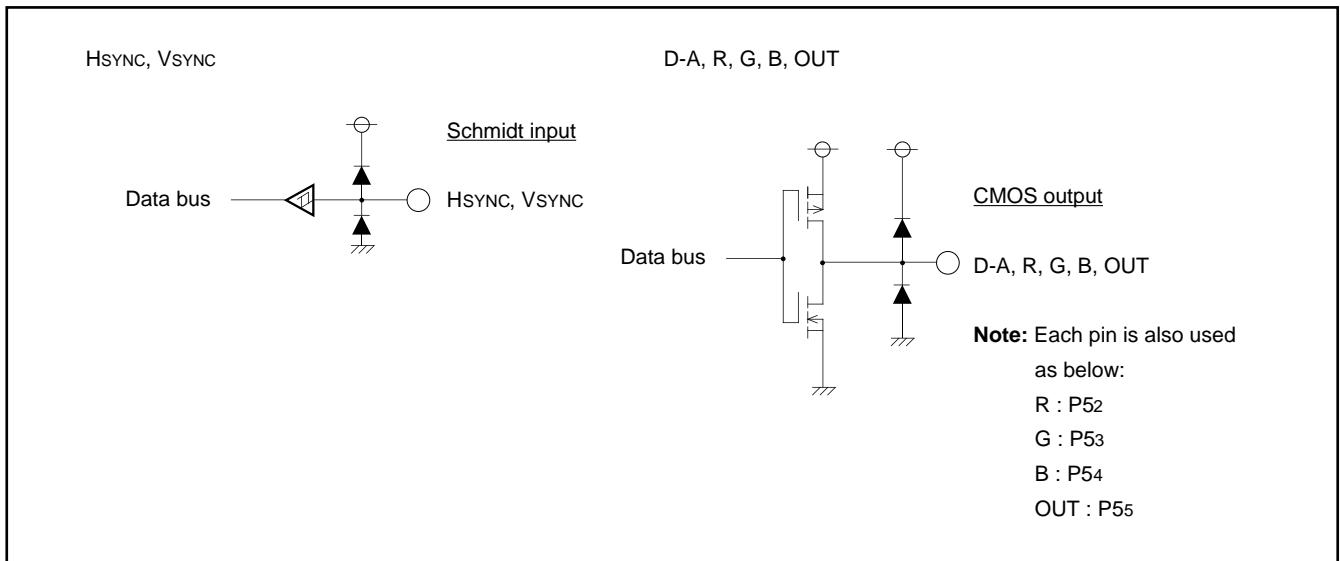 HSYNC, VSYNC
Schmidt input
Data bus
HSYNC, VSYNC
D-A, R, G, B, OUT
CMOS output
Data bus
D-A, R, G, B, OUT
Note: Each pin is also used
as below:
R : P52
G : P53
B : P54
OUT : P55